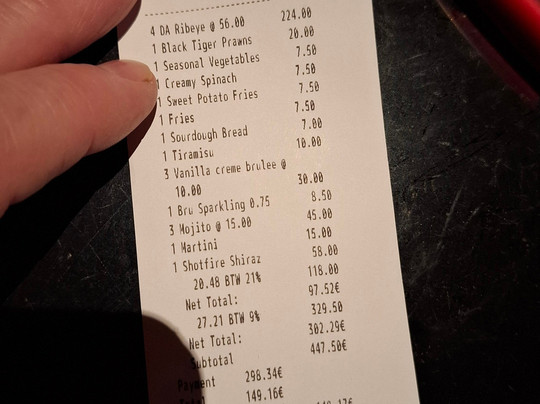 4 DA Ribeye @ 56.00 224.00
1 Black Tiger Prawns 20.00
1 Seasonal Vegetables 7.50
1 Creamy Spinach 7.50
1 Sweet Potato Fries 7.50
1 Fries 7.50
1 Sourdough Bread 7.00
1 Tiramisu 10.00
3 Vanilla creme brulee @
10.00 30.00
1 Bru Sparkling 0.75 8.50
3 Mojito @ 15.00 45.00
1 Martini 15.00
1 Shotfire Shiraz 58.00
20.48 BTW 21% 118.00
Net Total: 97.52€
27.21 BTW 9% 329.50
Net Total: 302.29€
Subtotal 447.50€
Payment 298.34€
149.16€